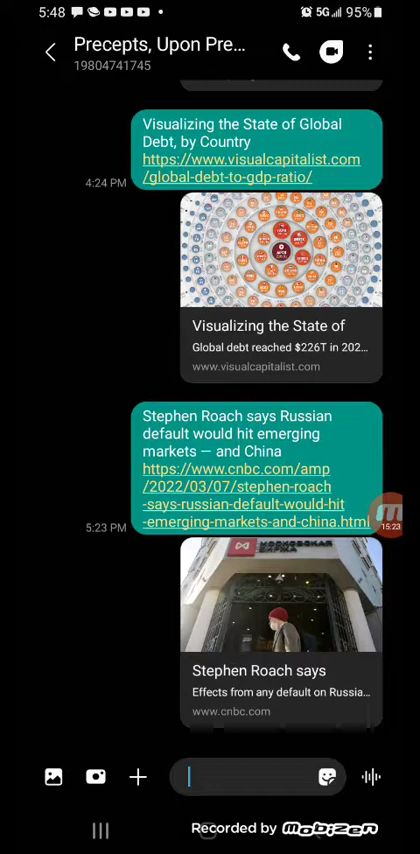 5:48
5G
95%
Precepts, Upon Pre...
19804741745
Visualizing the State of Global
Debt, by Country
https://www.visualcapitalist.com
/global-debt-to-gdp-ratio/
4:24 PM
Visualizing the State of
Global debt reached $226T in 202...
www.visualcapitalist.com
Stephen Roach says Russian
default would hit emerging
markets — and China
https://www.cnbc.com/amp
/2022/03/07/stephen-roach
-says-russian-default-would-hit
-emerging-markets-and-china.html
5:23 PM
15:23
МОСКОВСКАЯ
БИРЖА
Stephen Roach says
Effects from any default on Russia...
www.cnbc.com
Recorded by mobizen